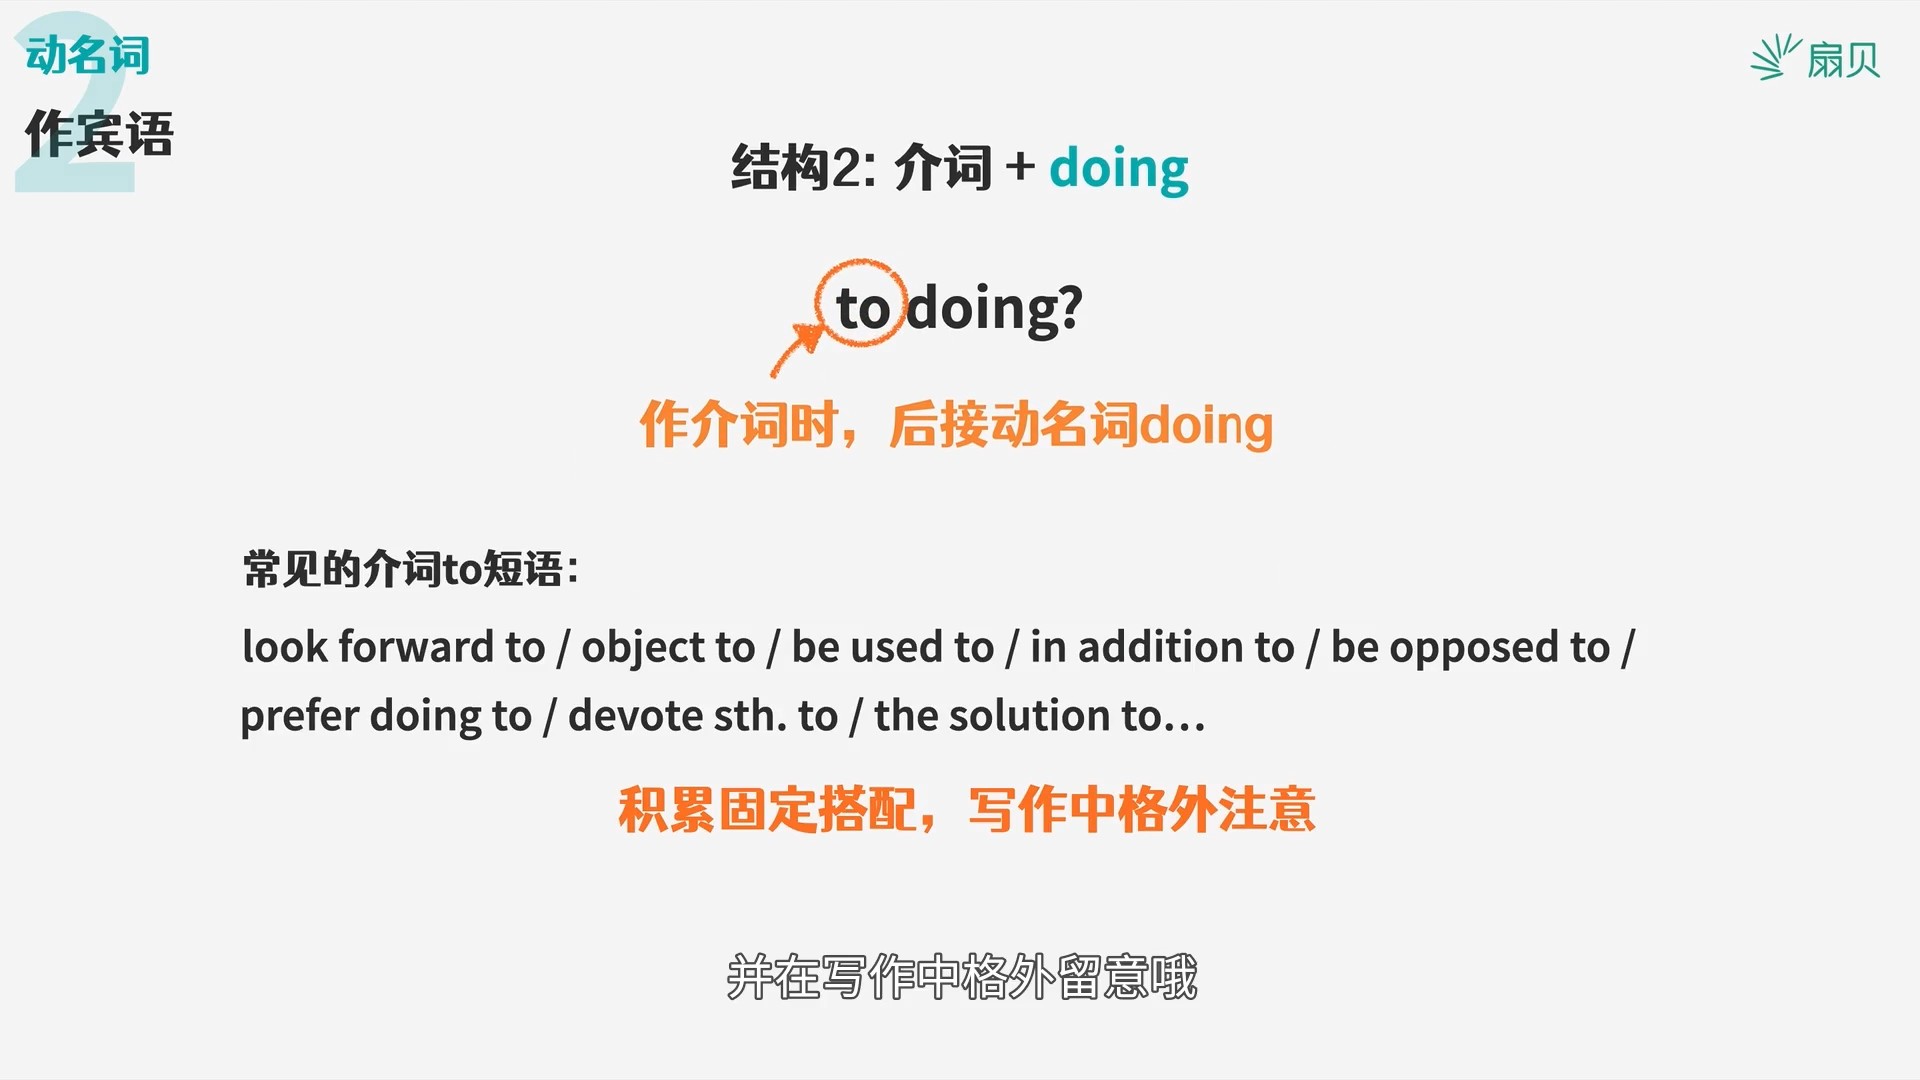 2
动名词
作宾语
扇贝
结构2: 介词 + doing
to doing?
作介词时，后接动名词doing
常见的介词to短语：
look forward to / object to / be used to / in addition to / be opposed to /
prefer doing to / devote sth. to / the solution to…
积累固定搭配，写作中格外注意
并在写作中格外留意哦